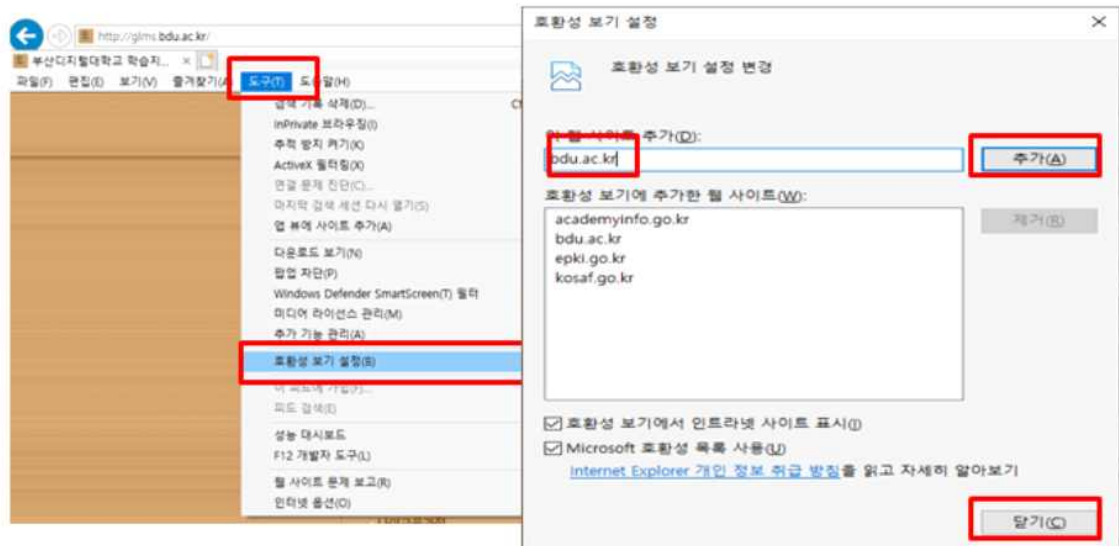 http://glms.bdu.ac.kr/
부산디지털대학교 학습지...
파일(F) 편집(E) 보기(V) 즐겨찾기(A) 도구(T) 도움말(H)
검색 기록 삭제(D)...
InPrivate 브라우징(I)
추적 방지 켜기(K)
ActiveX 필터링(X)
연결 문제 진단(C)...
마지막 검색 세션 다시 열기(S)
앱 뷰에 사이트 추가(A)
다운로드 보기(N)
팝업 차단(P)
Windows Defender SmartScreen(T) 필터
미디어 라이선스 관리(M)
추가 기능 관리(A)
호환성 보기 설정(B)
이 피드에 가입(F)...
피드 검색(E)
성능 대시보드
F12 개발자 도구(L)
웹 사이트 문제 보고(R)
인터넷 옵션(O)
호환성 보기 설정
호환성 보기 설정 변경
이 웹 사이트 추가(D):
bdu.ac.kr
추가(A)
호환성 보기에 추가한 웹 사이트(W):
academyinfo.go.kr
bdu.ac.kr
epki.go.kr
kosaf.go.kr
제거(R)
호환성 보기에서 인트라넷 사이트 표시(I)
Microsoft 호환성 목록 사용(U)
Internet Explorer 개인 정보 취급 방침을 읽고 자세히 알아보기
닫기(C)